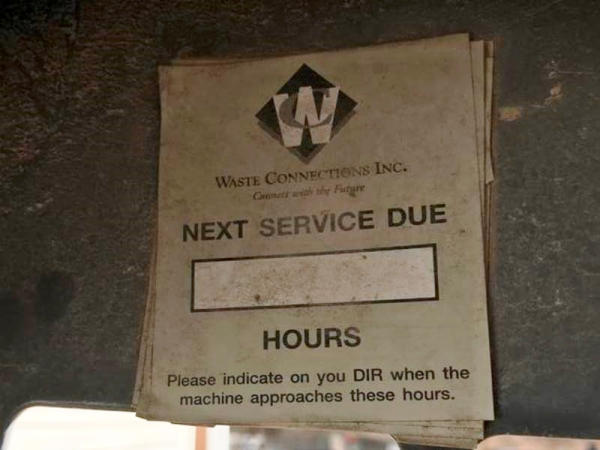 WASTE CONNECTIONS INC.
Connect with the Future
NEXT SERVICE DUE
HOURS
Please indicate on you DIR when the
machine approaches these hours.